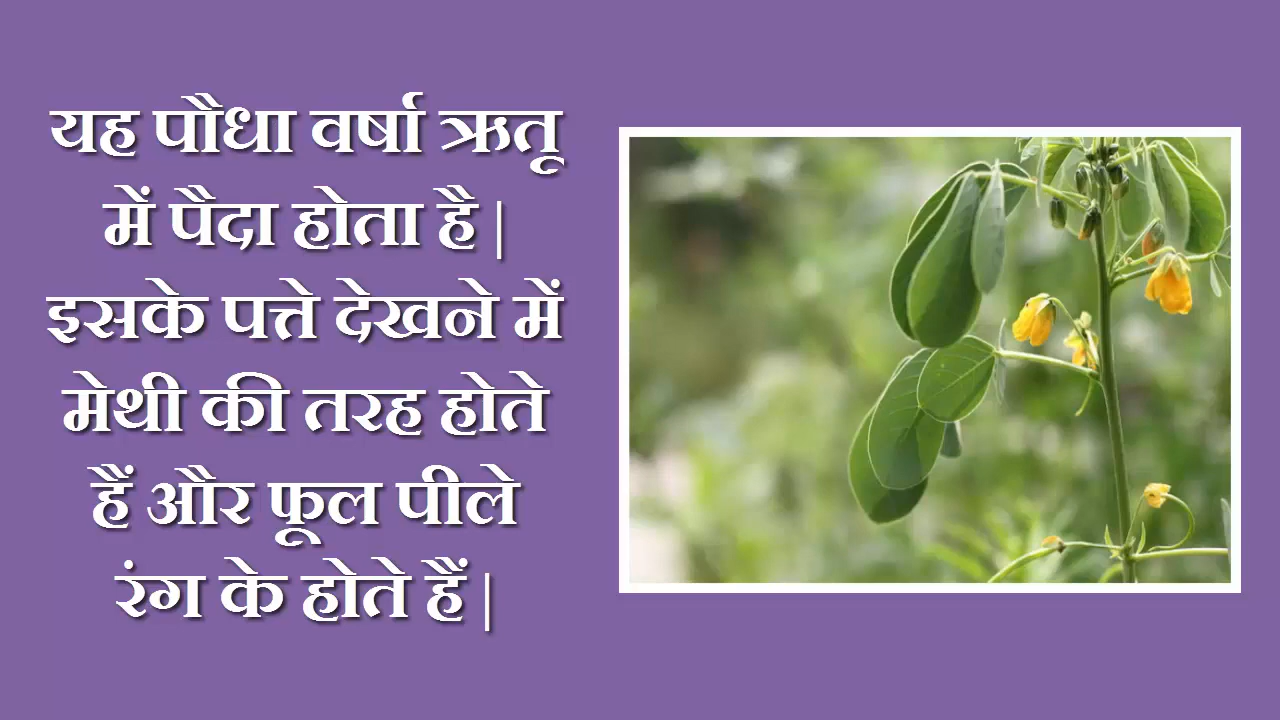 यह पौधा वर्षा ऋतू
में पैदा होता है |
इसके पत्ते देखने में
मेथी की तरह होते
हैं और फूल पीले
रंग के होते हैं |